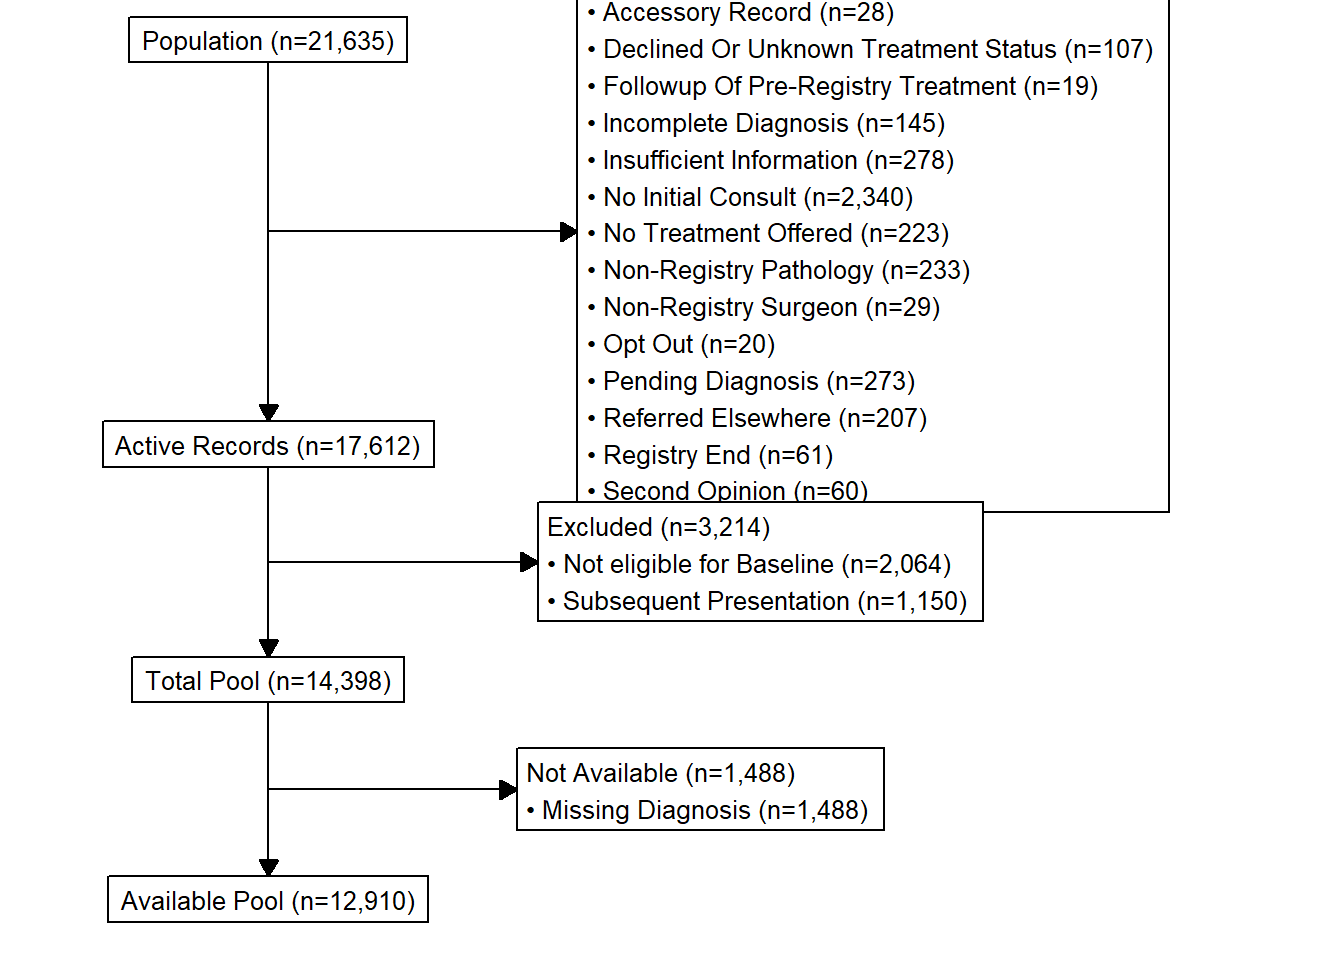 Population (n=21,635)
• Accessory Record (n=28)
• Declined Or Unknown Treatment Status (n=107)
• Followup Of Pre-Registry Treatment (n=19)
• Incomplete Diagnosis (n=145)
• Insufficient Information (n=278)
• No Initial Consult (n=2,340)
• No Treatment Offered (n=223)
• Non-Registry Pathology (n=233)
• Non-Registry Surgeon (n=29)
• Opt Out (n=20)
• Pending Diagnosis (n=273)
• Referred Elsewhere (n=207)
• Registry End (n=61)
• Second Opinion (n=60)
Active Records (n=17,612)
Excluded (n=3,214)
• Not eligible for Baseline (n=2,064)
• Subsequent Presentation (n=1,150)
Total Pool (n=14,398)
Not Available (n=1,488)
• Missing Diagnosis (n=1,488)
Available Pool (n=12,910)